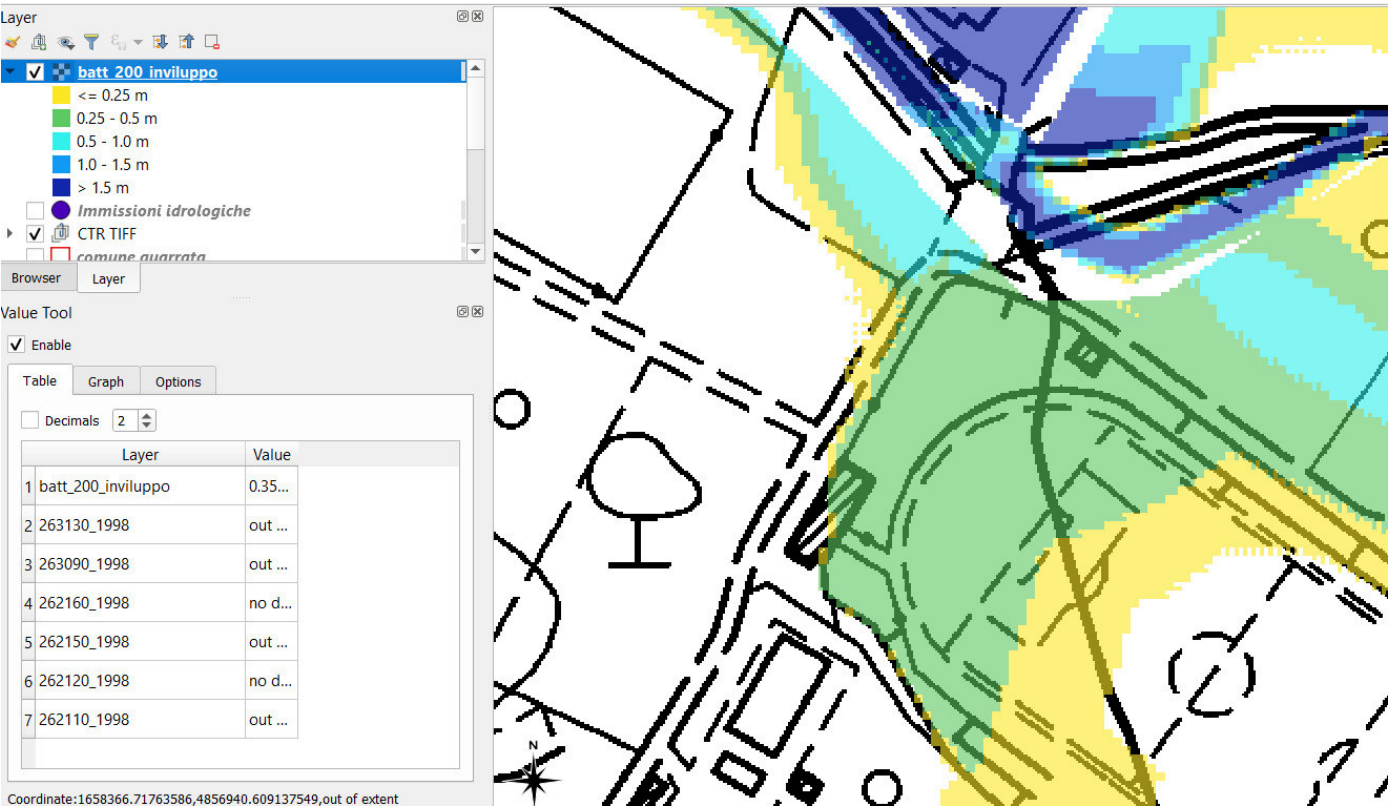 Layer
batt_200_inviluppo
<= 0.25 m
0.25 - 0.5 m
0.5 - 1.0 m
1.0 - 1.5 m
> 1.5 m
Immissioni idrologiche
CTR TIFF
comune quarrata
Browser Layer
Value Tool
Enable
Table Graph Options
Decimals 2
Layer Value
1 batt_200_inviluppo 0.35...
2 263130_1998 out ...
3 263090_1998 out ...
4 262160_1998 no d...
5 262150_1998 out ...
6 262120_1998 no d...
7 262110_1998 out ...
Coordinate:1658366.71763586,4856940.609137549,out of extent
N